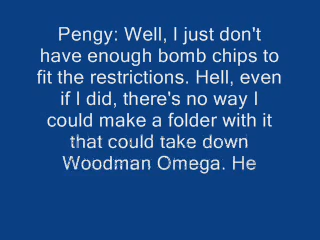 Pengy: Well, I just don't
have enough bomb chips to
fit the restrictions. Hell, even
if I did, there's no way I
could make a folder with it
that could take down
Woodman Omega. He